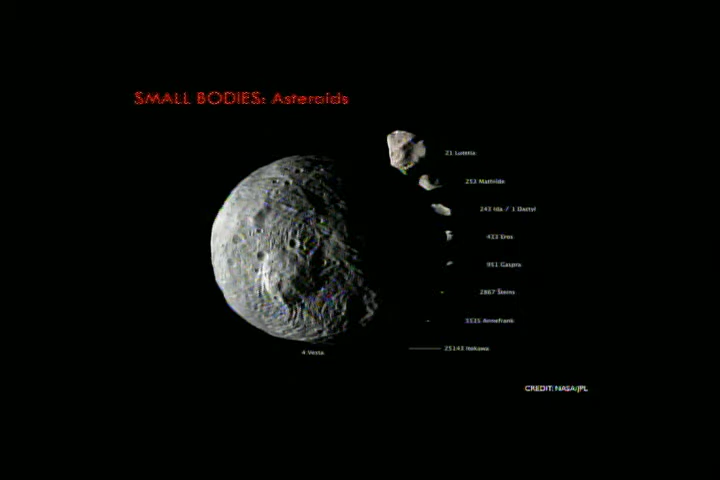 SMALL BODIES: Asteroids
21 Lutetia
253 Mathilde
243 Ida / 1 Dactyl
433 Eros
951 Gaspra
2867 Šteins
5535 Annefrank
25143 Itokawa
4 Vesta
CREDIT: NASA/JPL